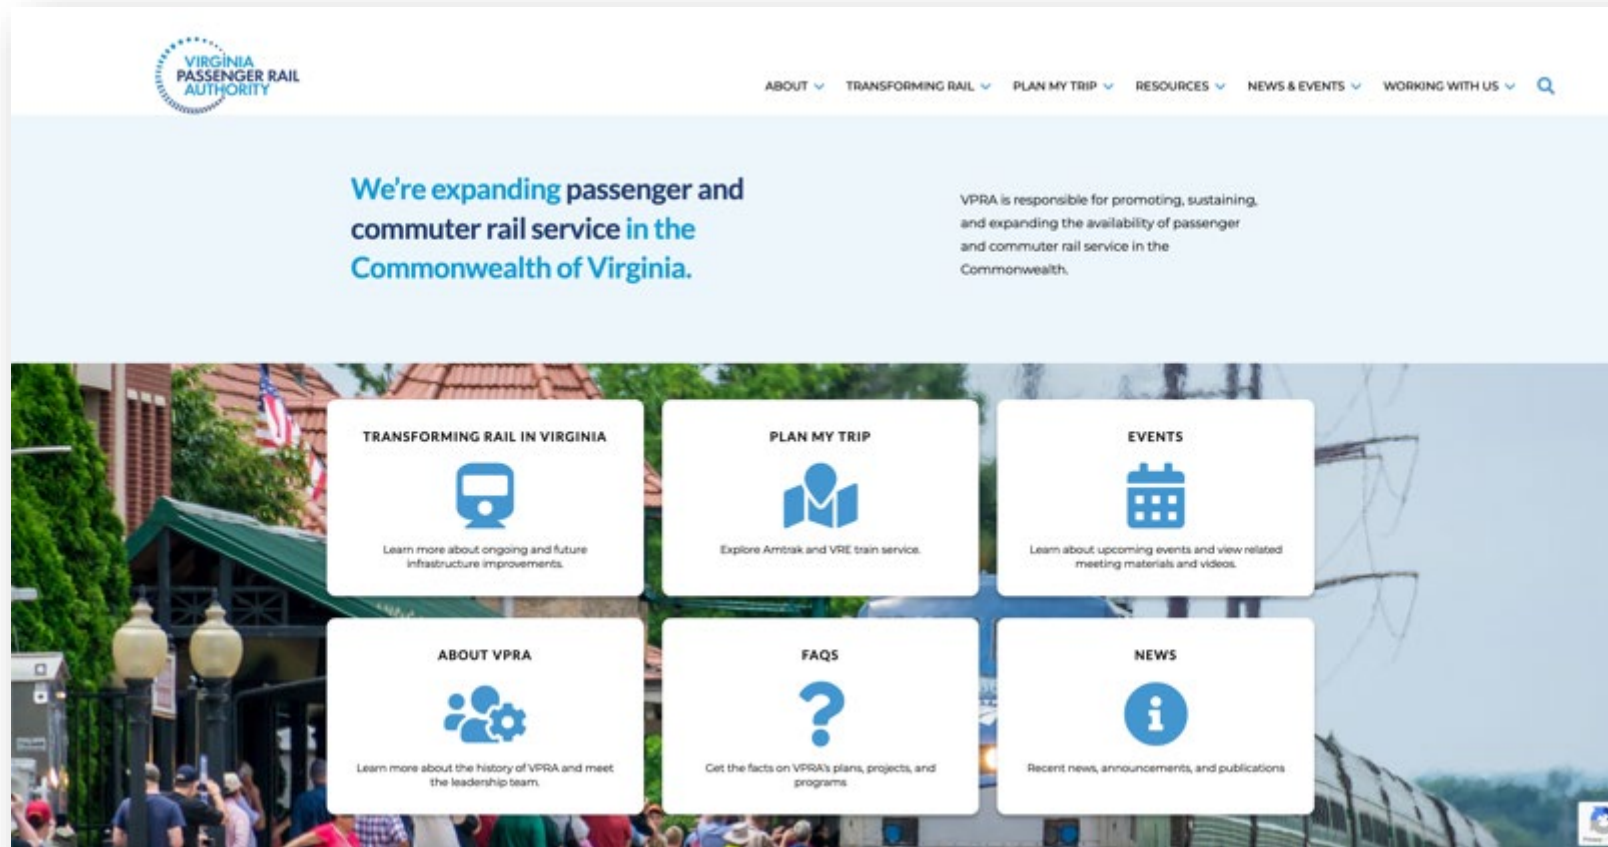 VIRGINIA
PASSENGER RAIL
AUTHORITY
ABOUT TRANSFORMING RAIL PLAN MY TRIP RESOURCES NEWS & EVENTS WORKING WITH US
We're expanding passenger and
commuter rail service in the
Commonwealth of Virginia.
VPRA is responsible for promoting, sustaining,
and expanding the availability of passenger
and commuter rail service in the
Commonwealth.
TRANSFORMING RAIL IN VIRGINIA
Learn more about ongoing and future
infrastructure improvements.
PLAN MY TRIP
Explore Amtrak and VRE train service.
EVENTS
Learn about upcoming events and view related
meeting materials and videos.
ABOUT VPRA
Learn more about the history of VPRA and meet
the leadership team.
FAQS
Get the facts on VPRA's plans, projects, and
programs
NEWS
Recent news, announcements, and publications